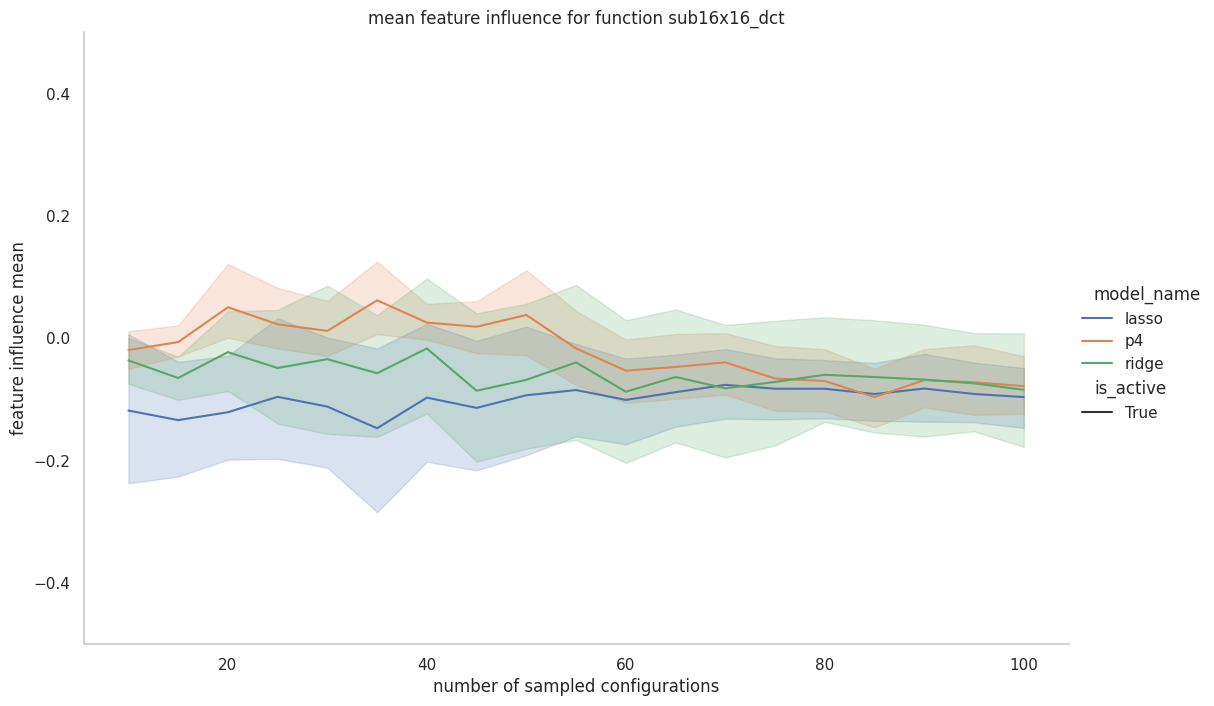 mean feature influence for function sub16x16_dct
feature influence mean
0.4
0.2
0.0
−0.2
−0.4
20
40
60
80
100
number of sampled configurations
model_name
lasso
p4
ridge
is_active
True